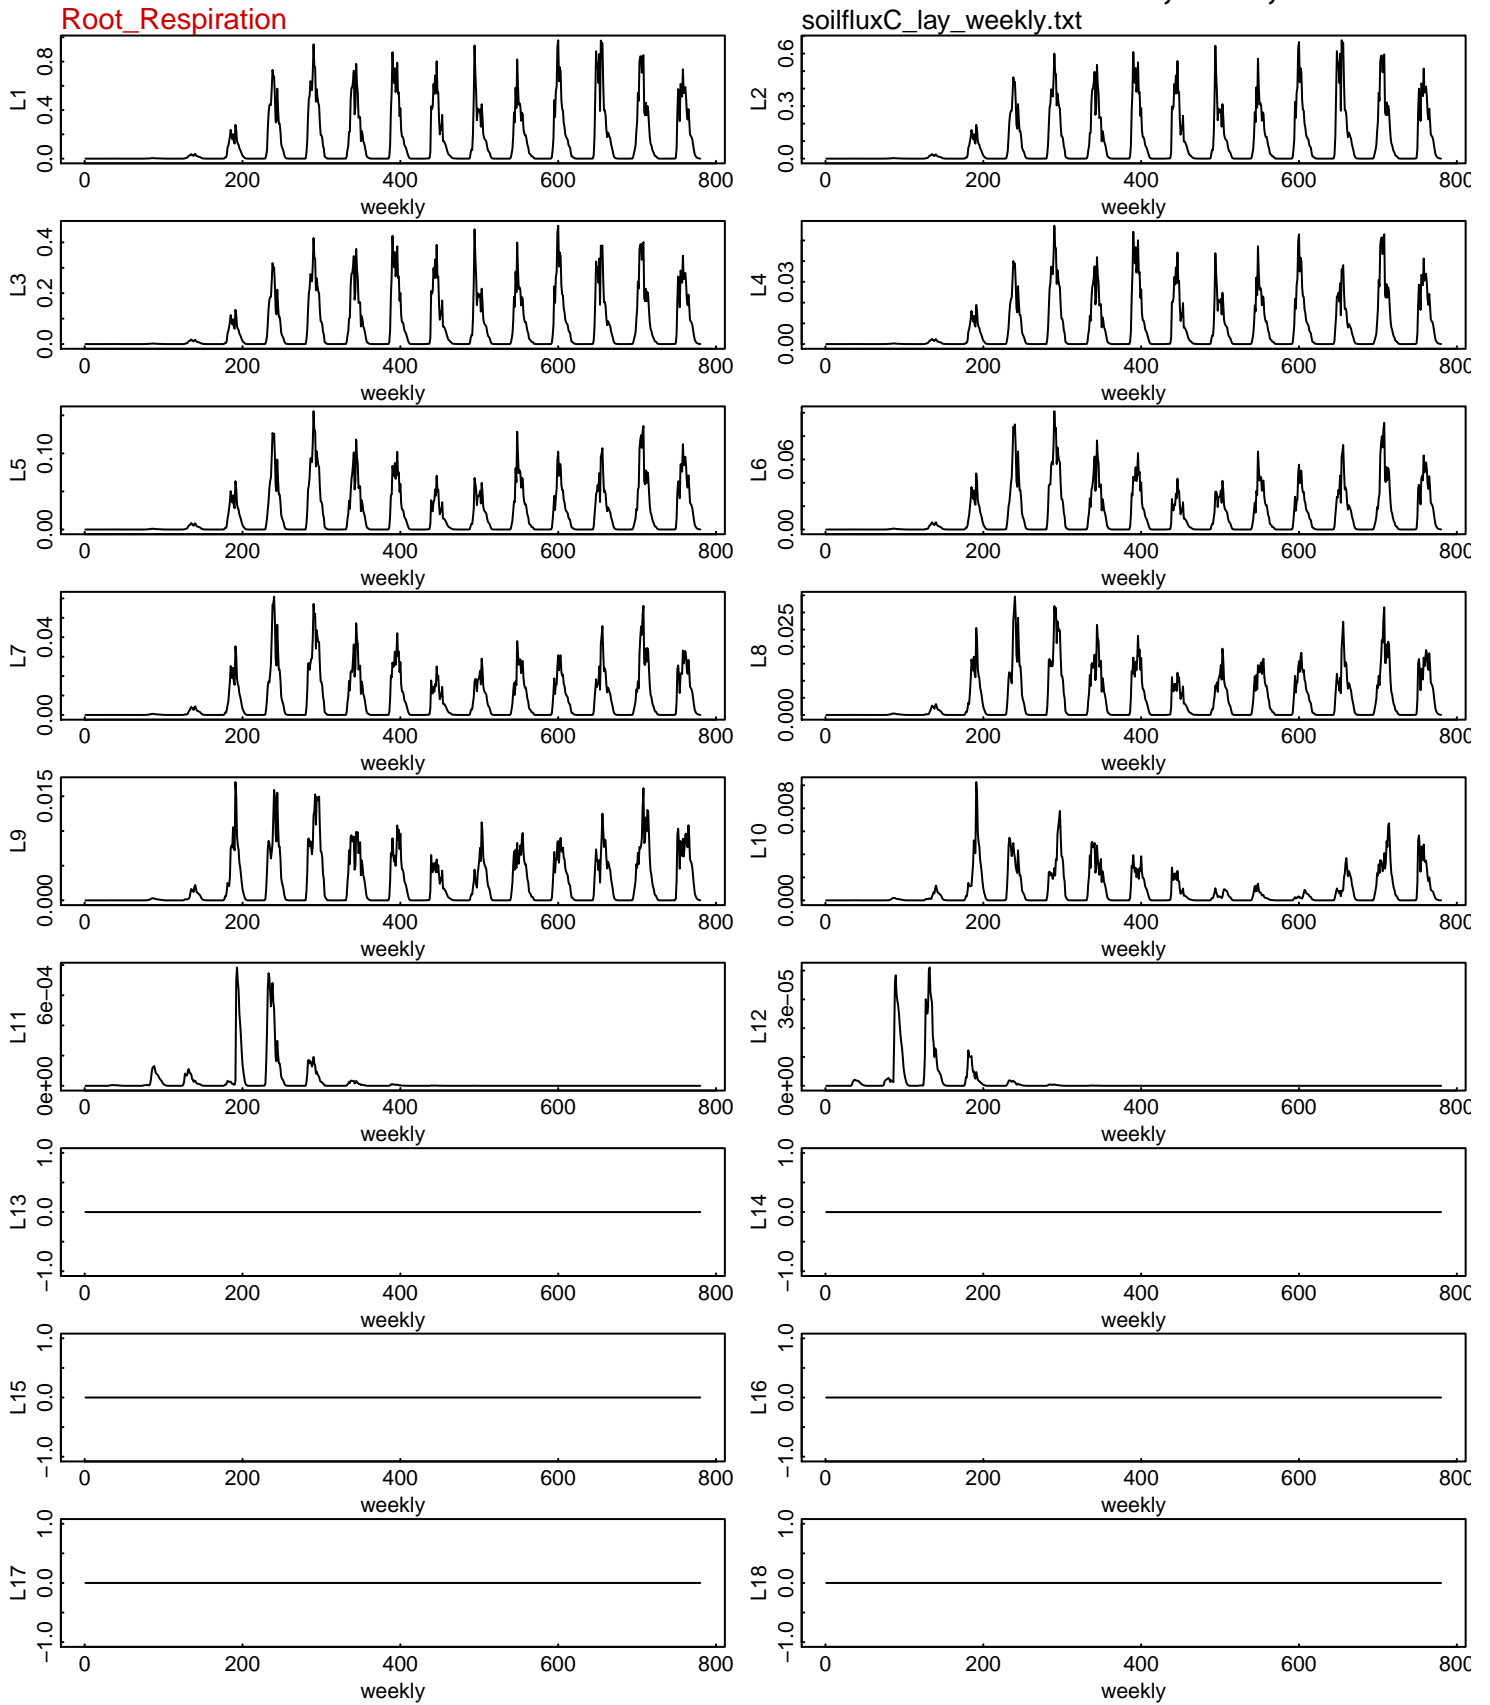 Root_Respiration
soilfluxC_lay_weekly.txt
L1
0.0 0.4 0.8
0 200 400 600 800
weekly
L2
0.0 0.3 0.6
0 200 400 600 800
weekly
L3
0.0 0.2 0.4
0 200 400 600 800
weekly
L4
0.00 0.03
0 200 400 600 800
weekly
L5
0.00 0.10
0 200 400 600 800
weekly
L6
0.00 0.06
0 200 400 600 800
weekly
L7
0.00 0.04
0 200 400 600 800
weekly
L8
0.000 0.025
0 200 400 600 800
weekly
L9
0.000 0.015
0 200 400 600 800
weekly
L10
0.000 0.008
0 200 400 600 800
weekly
L11
0e+00 6e−04
0 200 400 600 800
weekly
L12
0e+00 3e−05
0 200 400 600 800
weekly
L13
−1.0 0.0 1.0
0 200 400 600 800
weekly
L14
−1.0 0.0 1.0
0 200 400 600 800
weekly
L15
−1.0 0.0 1.0
0 200 400 600 800
weekly
L16
−1.0 0.0 1.0
0 200 400 600 800
weekly
L17
−1.0 0.0 1.0
0 200 400 600 800
weekly
L18
−1.0 0.0 1.0
0 200 400 600 800
weekly